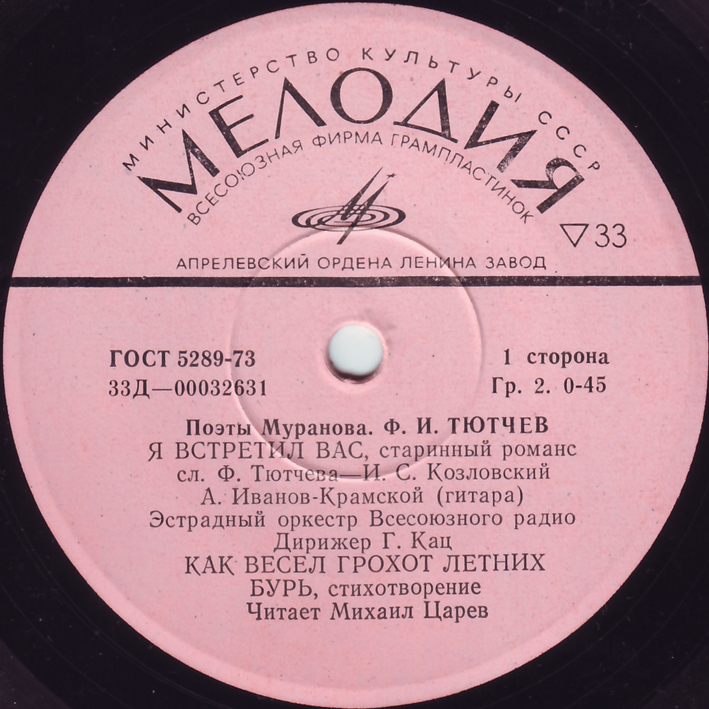 МИНИСТЕРСТВО КУЛЬТУРЫ СССР
МЕЛОДИЯ
ВСЕСОЮЗНАЯ ФИРМА ГРАМПЛАСТИНОК
▽33
АПРЕЛЕВСКИЙ ОРДЕНА ЛЕНИНА ЗАВОД
ГОСТ 5289-73
1 сторона
33Д—00032631
Гр. 2. 0-45
Поэты Муранова. Ф. И. ТЮТЧЕВ
Я ВСТРЕТИЛ ВАС, старинный романс
сл. Ф. Тютчева—И. С. Козловский
А. Иванов-Крамской (гитара)
Эстрадный оркестр Всесоюзного радио
Дирижер Г. Кац
КАК ВЕСЕЛ ГРОХОТ ЛЕТНИХ
БУРЬ, стихотворение
Читает Михаил Царев